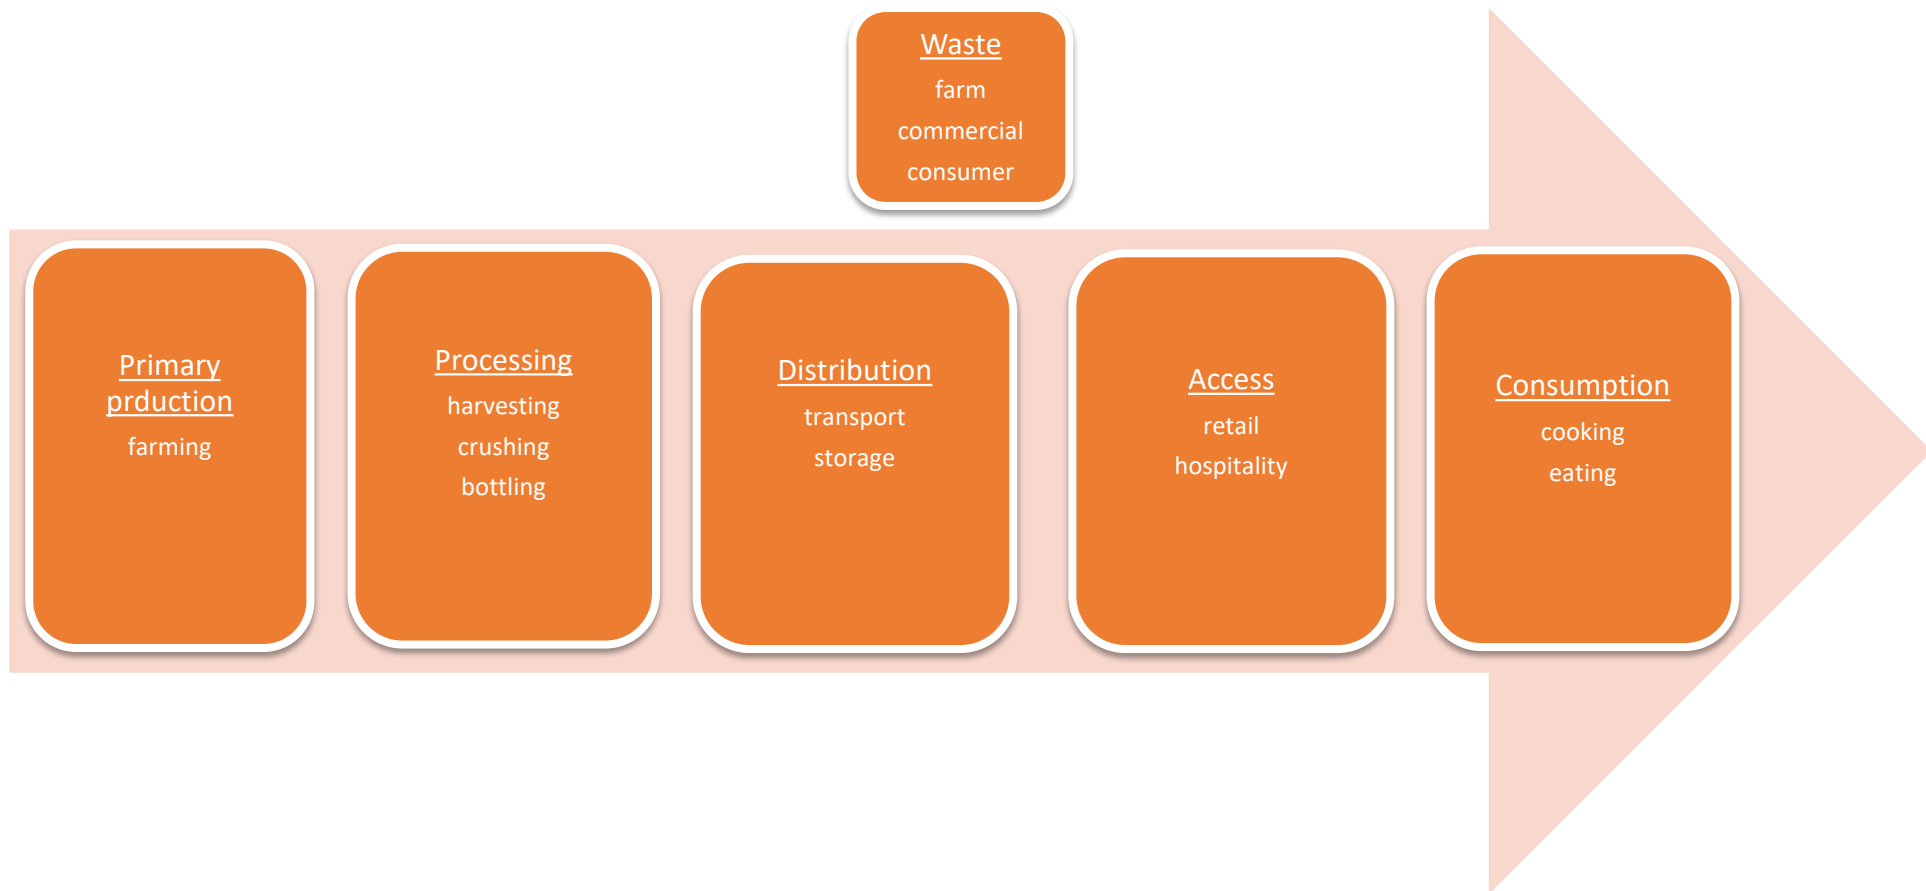 Waste
farm
commercial
consumer
Primary
prduction
farming
Processing
harvesting
crushing
bottling
Distribution
transport
storage
Access
retail
hospitality
Consumption
cooking
eating